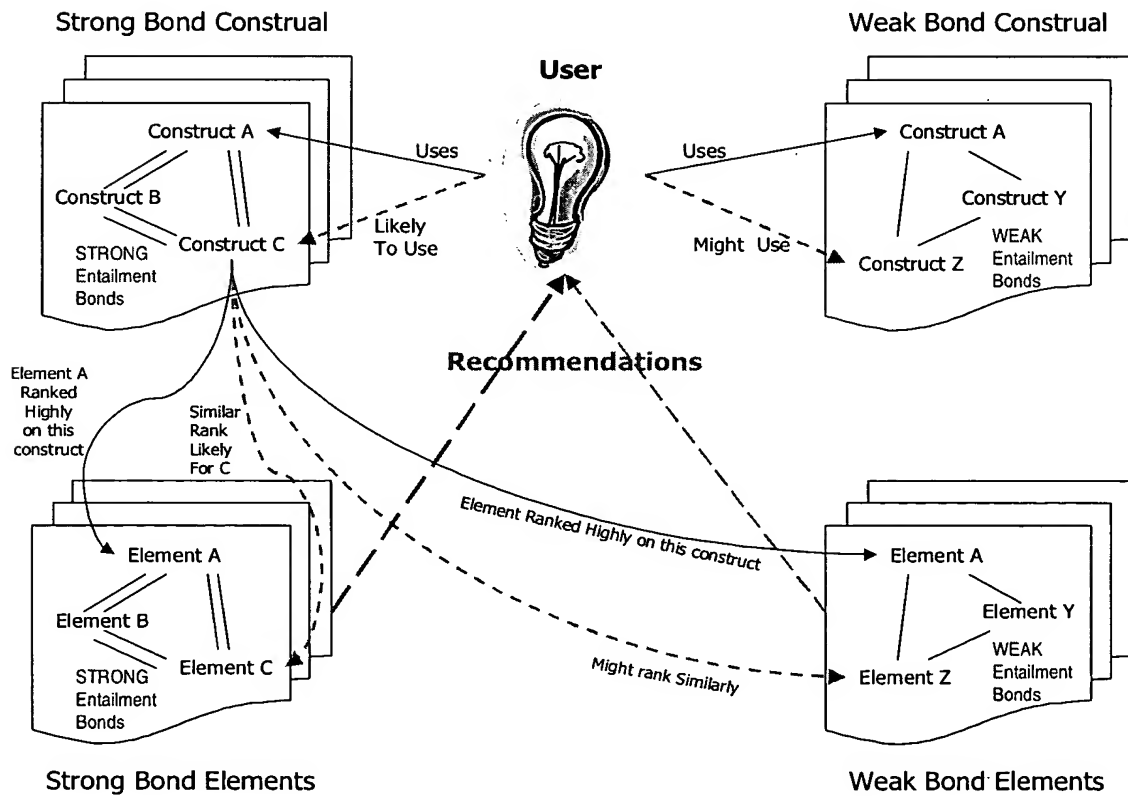 Strong Bond Construal
Weak Bond Construal
User
Construct A
Construct B
Construct C
STRONG
Entailment
Bonds
Uses
Likely
To Use
Uses
Might Use
Construct A
Construct Y
Construct Z
WEAK
Entailment
Bonds
Recommendations
Element A
Ranked
Highly
on this
construct
Similar
Rank
Likely
For C
Element Ranked Highly on this construct
Might rank Similarly
Element A
Element B
Element C
STRONG
Entailment
Bonds
Element A
Element Y
Element Z
WEAK
Entailment
Bonds
Strong Bond Elements
Weak Bond Elements